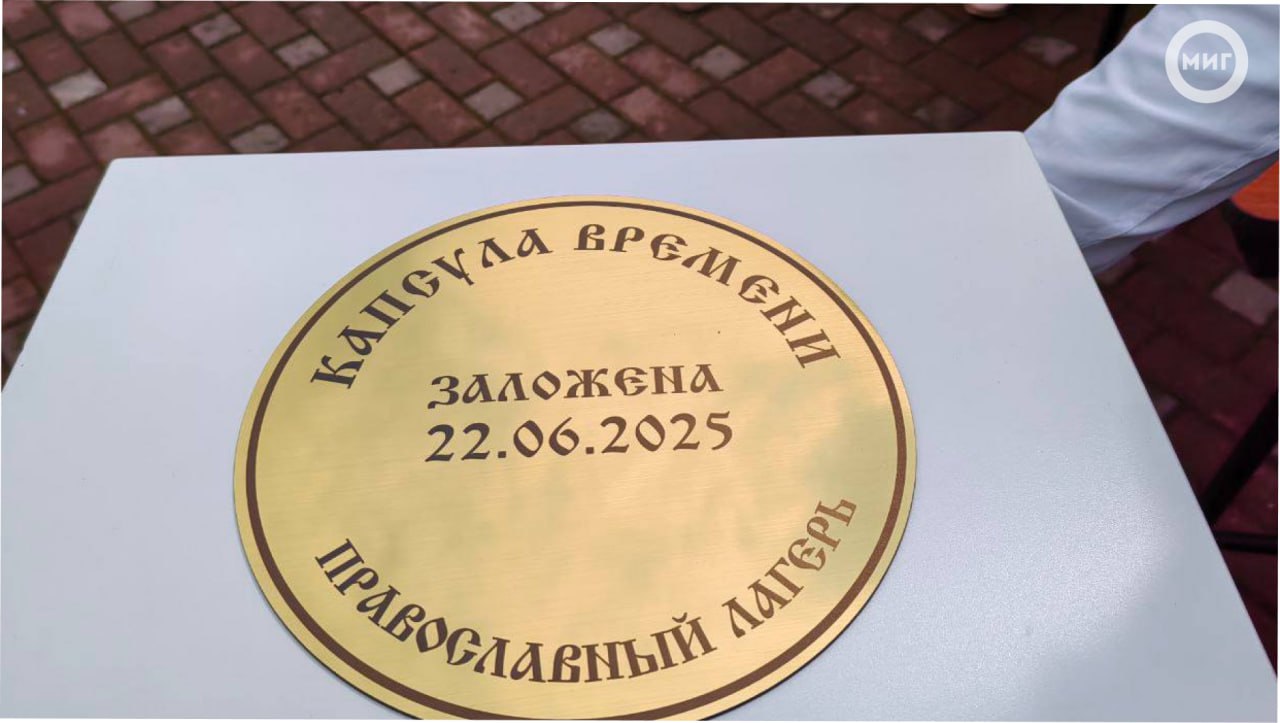 МИГ
КАПСУЛА ВРЕМЕНИ
ЗАЛОЖЕНА
22.06.2025
ПРАВОСЛАВНЫЙ ЛАГЕРЬ